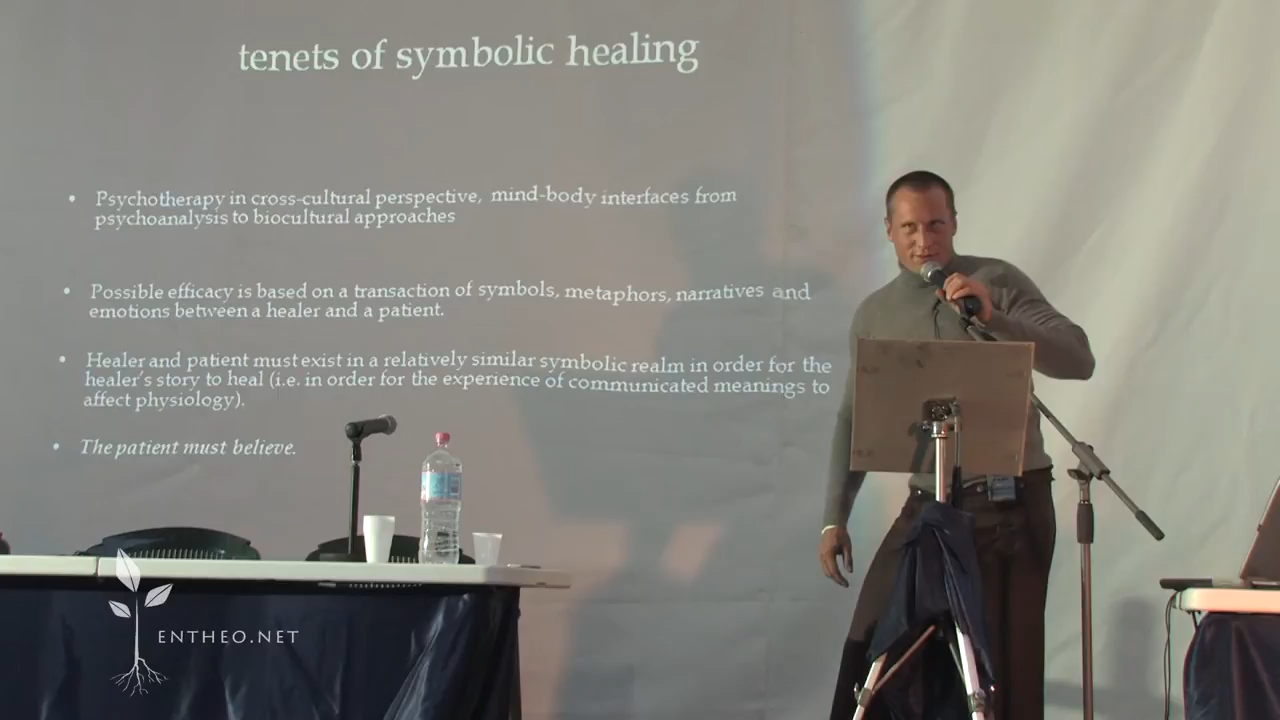 tenets of symbolic healing
• Psychotherapy in cross-cultural perspective, mind-body interfaces from
psychoanalysis to biocultural approaches
• Possible efficacy is based on a transaction of symbols, metaphors, narratives and
emotions between a healer and a patient.
• Healer and patient must exist in a relatively similar symbolic realm in order for the
healer's story to heal (i.e. in order for the experience of communicated meanings to
affect physiology).
• The patient must believe.
ENTHEO.NET